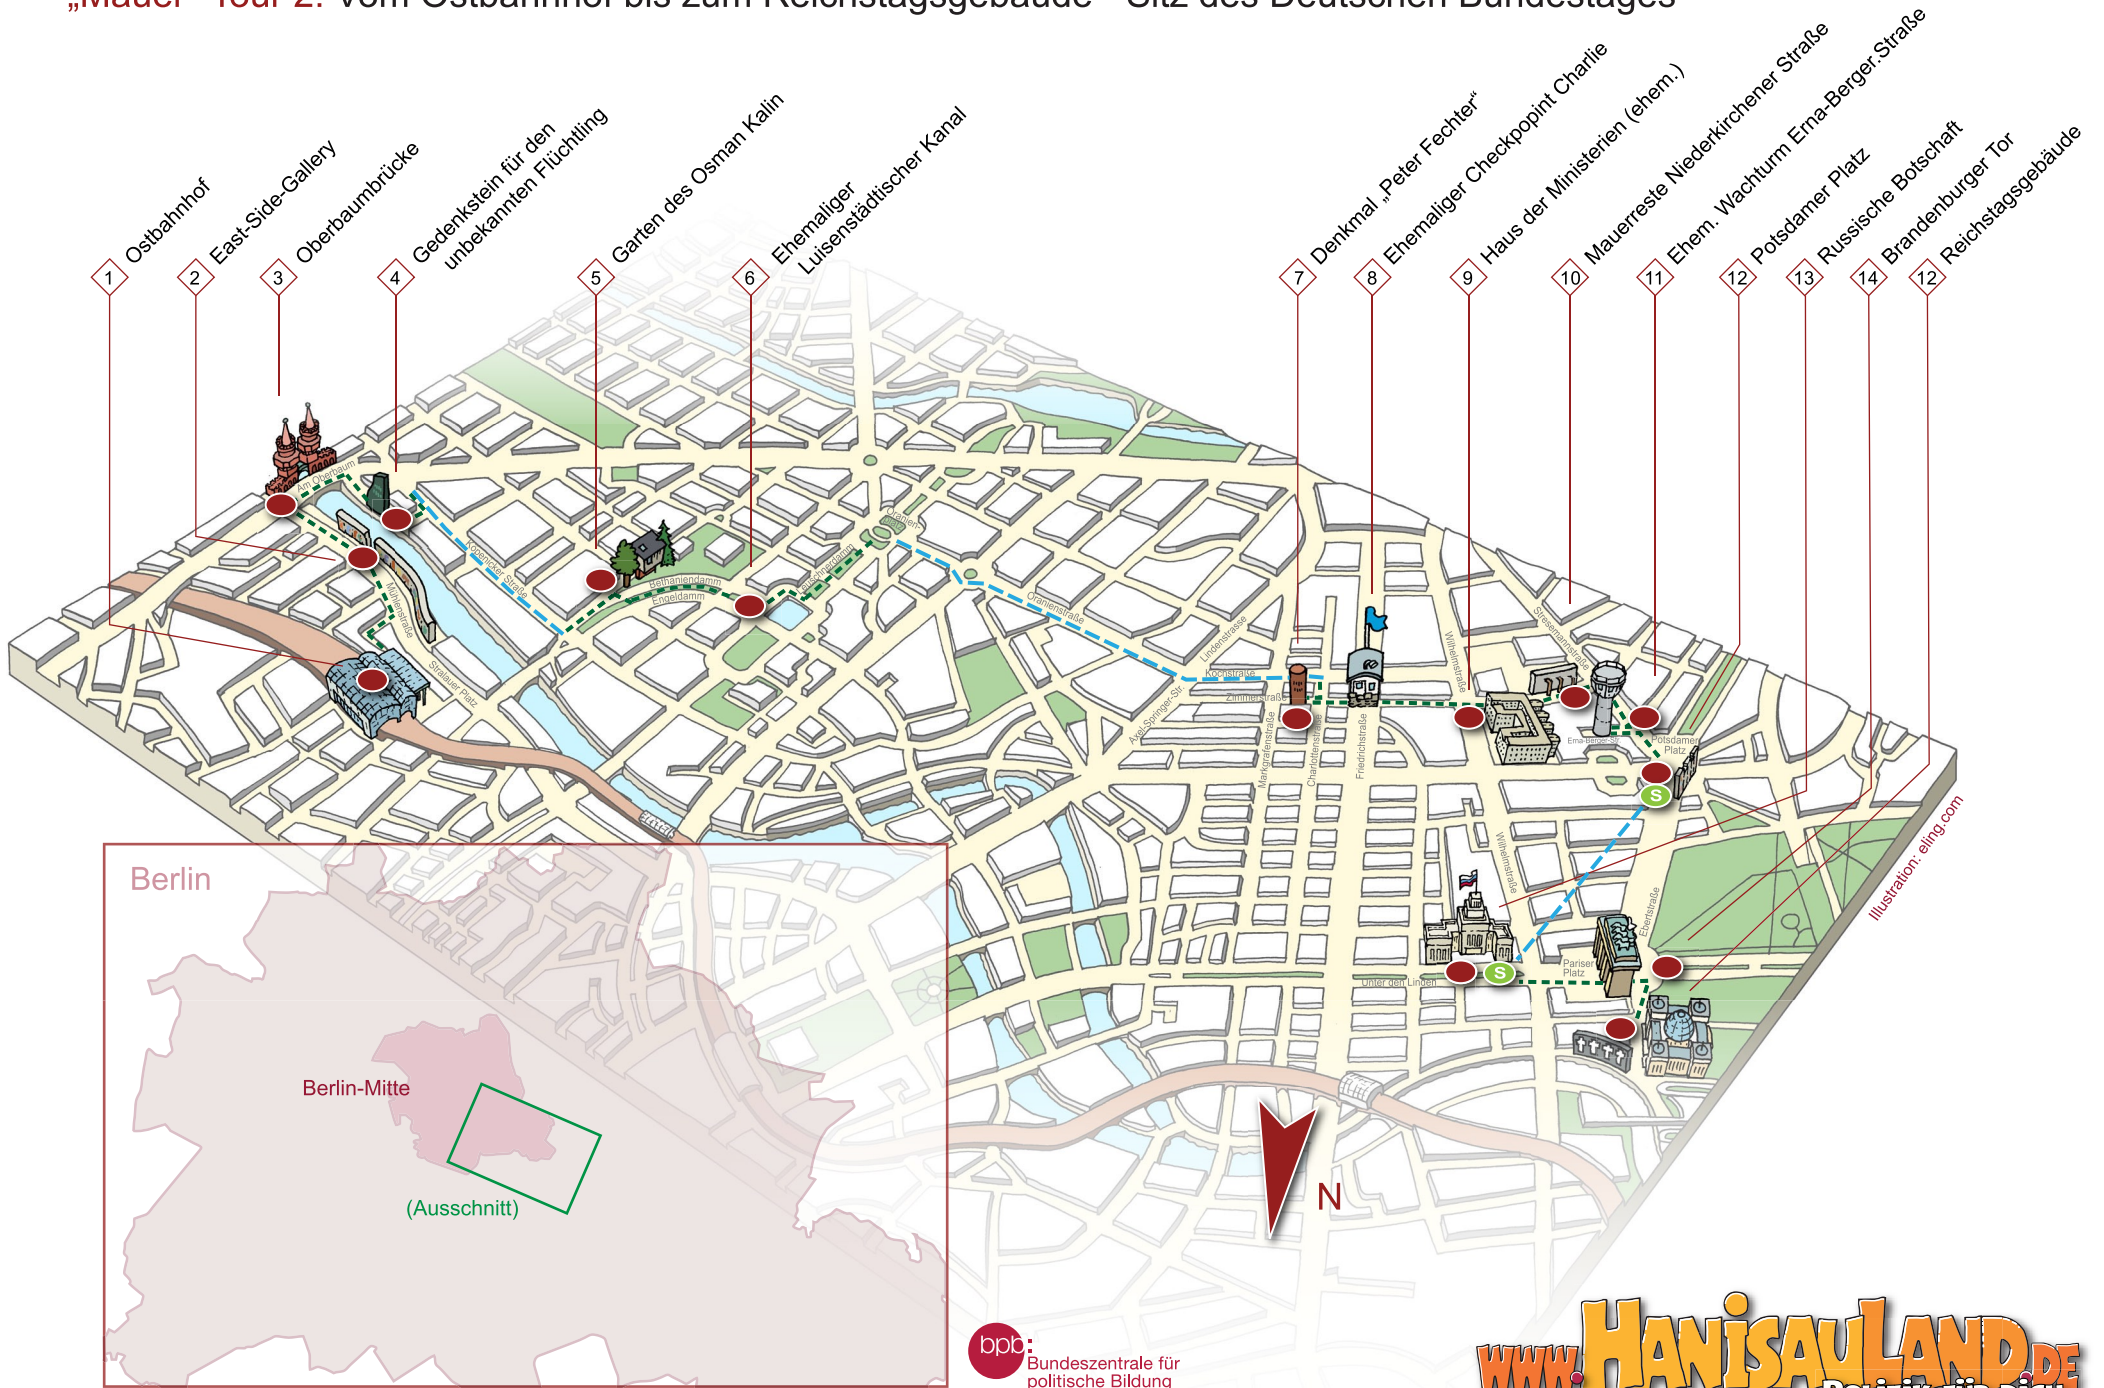 „Mauer“-Tour 2: Vom Ostbahnhof bis zum Reichstagsgebäude - Sitz des Deutschen Bundestages
1 Ostbahnhof
2 East-Side-Gallery
3 Oberbaumbrücke
4 Gedenkstein für den
unbekannten Flüchtling
5 Garten des Osman Kalin
6 Ehemaliger
Luisenstädtischer Kanal
7 Denkmal „Peter Fechter“
8 Ehemaliger Checkpopint Charlie
9 Haus der Ministerien (ehem.)
10 Mauerreste Niederkirchener Straße
11 Ehem. Wachturm Erna-Berger.Straße
12 Potsdamer Platz
13 Russische Botschaft
14 Brandenburger Tor
12 Reichstagsgebäude
Am Oberbaum
Köpenicker Straße
Mühlenstraße
Stralauer Platz
Bethaniendamm
Engeldamm
Leuschnerdamm
Oranien-
platz
Oranienstraße
Lindenstrasse
Kochstraße
Zimmerstraße
Axel-Springer-Str.
Markgrafenstraße
Charlottenstraße
Friedrichstraße
Wilhelmstraße
Stresemannstraße
Erna-Berger-Str.
Potsdamer
Platz
S
Wilhelmstraße
Ebertstraße
Pariser
Platz
S
Unter den Linden
Illustration: eling.com
N
Berlin
Berlin-Mitte
(Ausschnitt)
bpb:
Bundeszentrale für
politische Bildung
www.HanisauLand.de